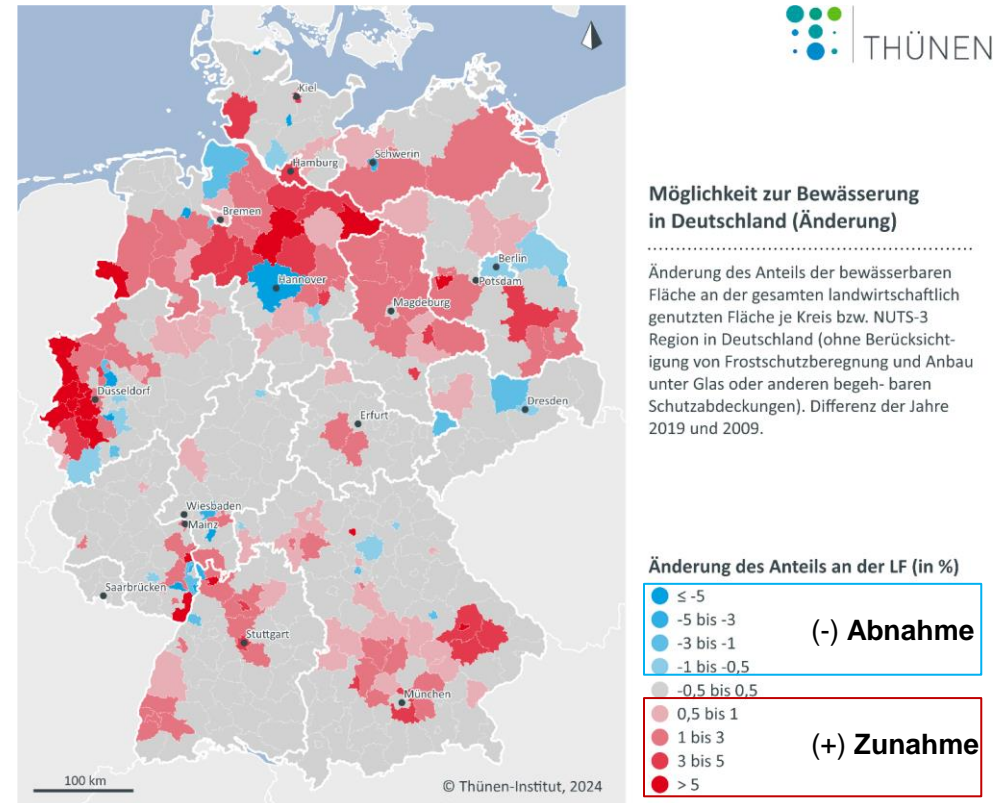 THÜNEN
Kiel
Schwerin
Hamburg
Bremen
Berlin
Potsdam
Hannover
Magdeburg
Düsseldorf
Dresden
Erfurt
Wiesbaden
Mainz
Saarbrücken
Stuttgart
München
100 km
© Thünen-Institut, 2024
Möglichkeit zur Bewässerung
in Deutschland (Änderung)
Änderung des Anteils der bewässerbaren
Fläche an der gesamten landwirtschaftlich
genutzten Fläche je Kreis bzw. NUTS-3
Region in Deutschland (ohne Berücksicht-
igung von Frostschutzberegnung und Anbau
unter Glas oder anderen begeh- baren
Schutzabdeckungen). Differenz der Jahre
2019 und 2009.
Änderung des Anteils an der LF (in %)
≤ -5
-5 bis -3
-3 bis -1
-1 bis -0,5
(-) Abnahme
-0,5 bis 0,5
0,5 bis 1
1 bis 3
3 bis 5
> 5
(+) Zunahme